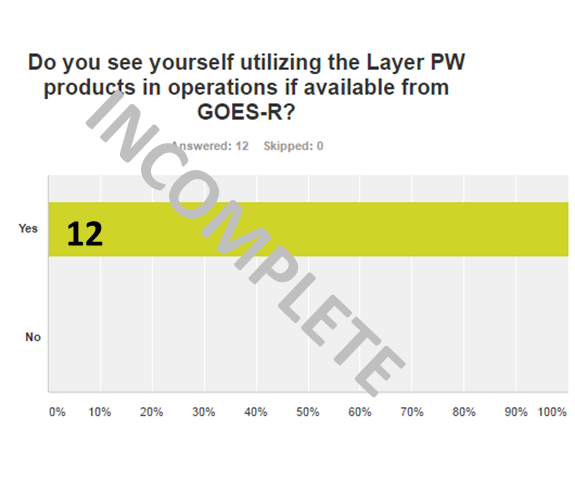 Do you see yourself utilizing the Layer PW
products in operations if available from
GOES-R?
Answered: 12 Skipped: 0
INCOMPLETE
Yes
12
No
0% 10% 20% 30% 40% 50% 60% 70% 80% 90% 100%